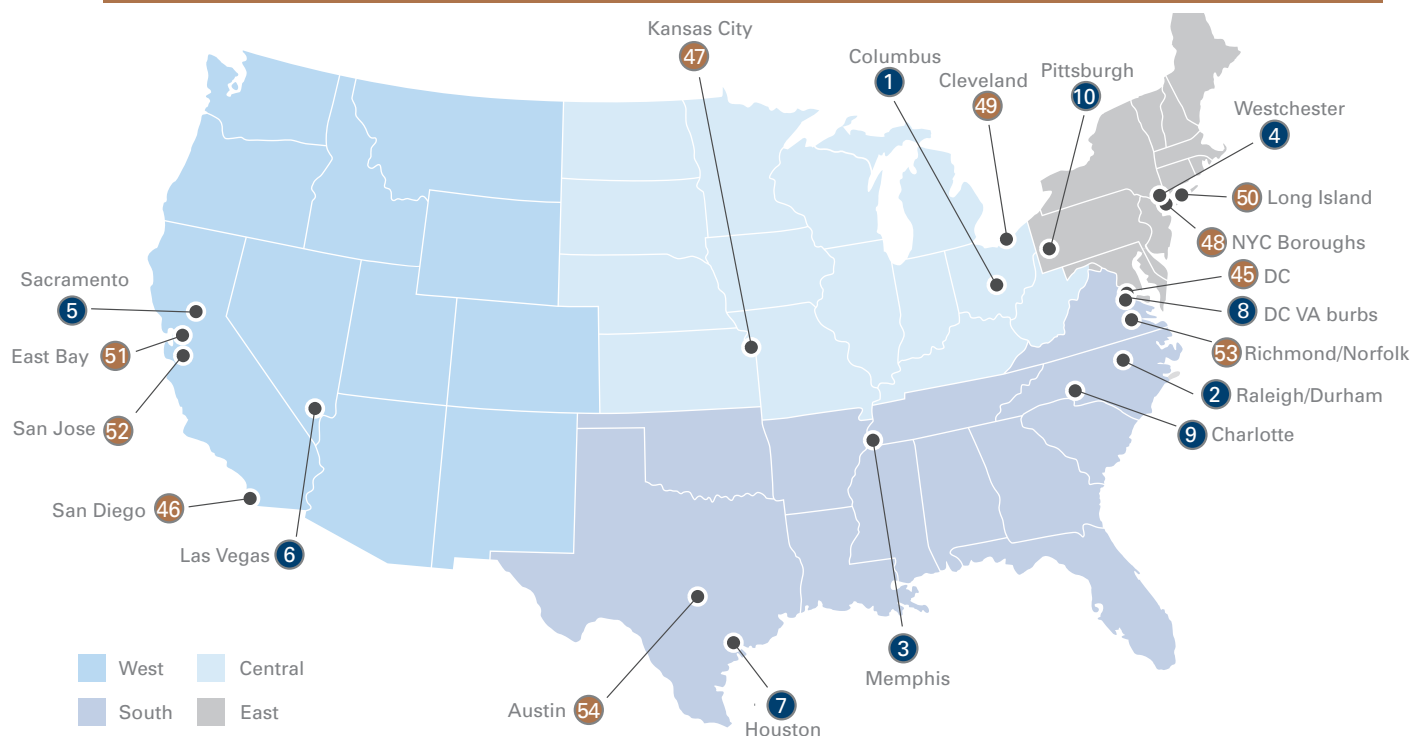 Kansas City
47
Columbus
1
Cleveland
49
Pittsburgh
10
Westchester
4
50 Long Island
48 NYC Boroughs
45 DC
8 DC VA burbs
53 Richmond/Norfolk
2 Raleigh/Durham
9 Charlotte
Sacramento
5
East Bay 51
San Jose 52
San Diego 46
Las Vegas 6
3
Memphis
Austin 54
7
Houston
West
Central
South
East